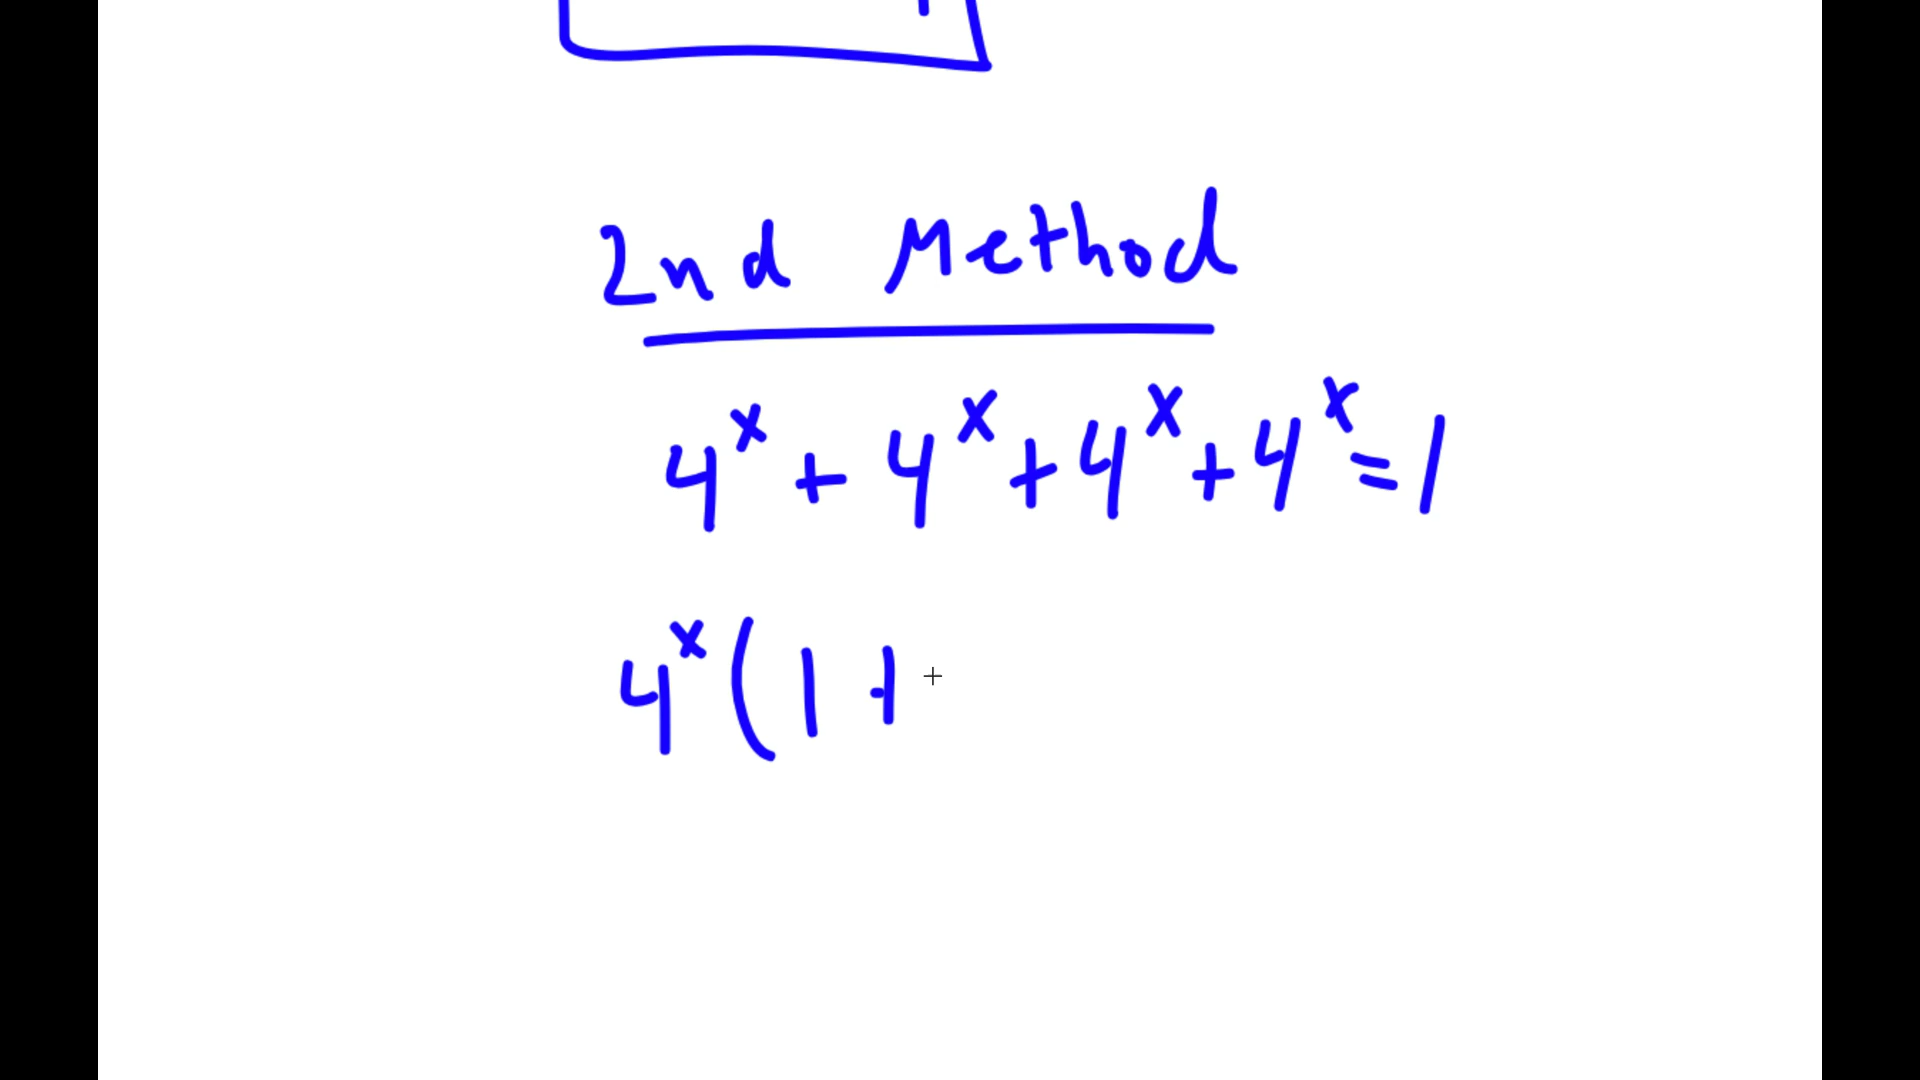 2nd Method
4^x + 4^x + 4^x + 4^x = 1
4^x ( 1 +